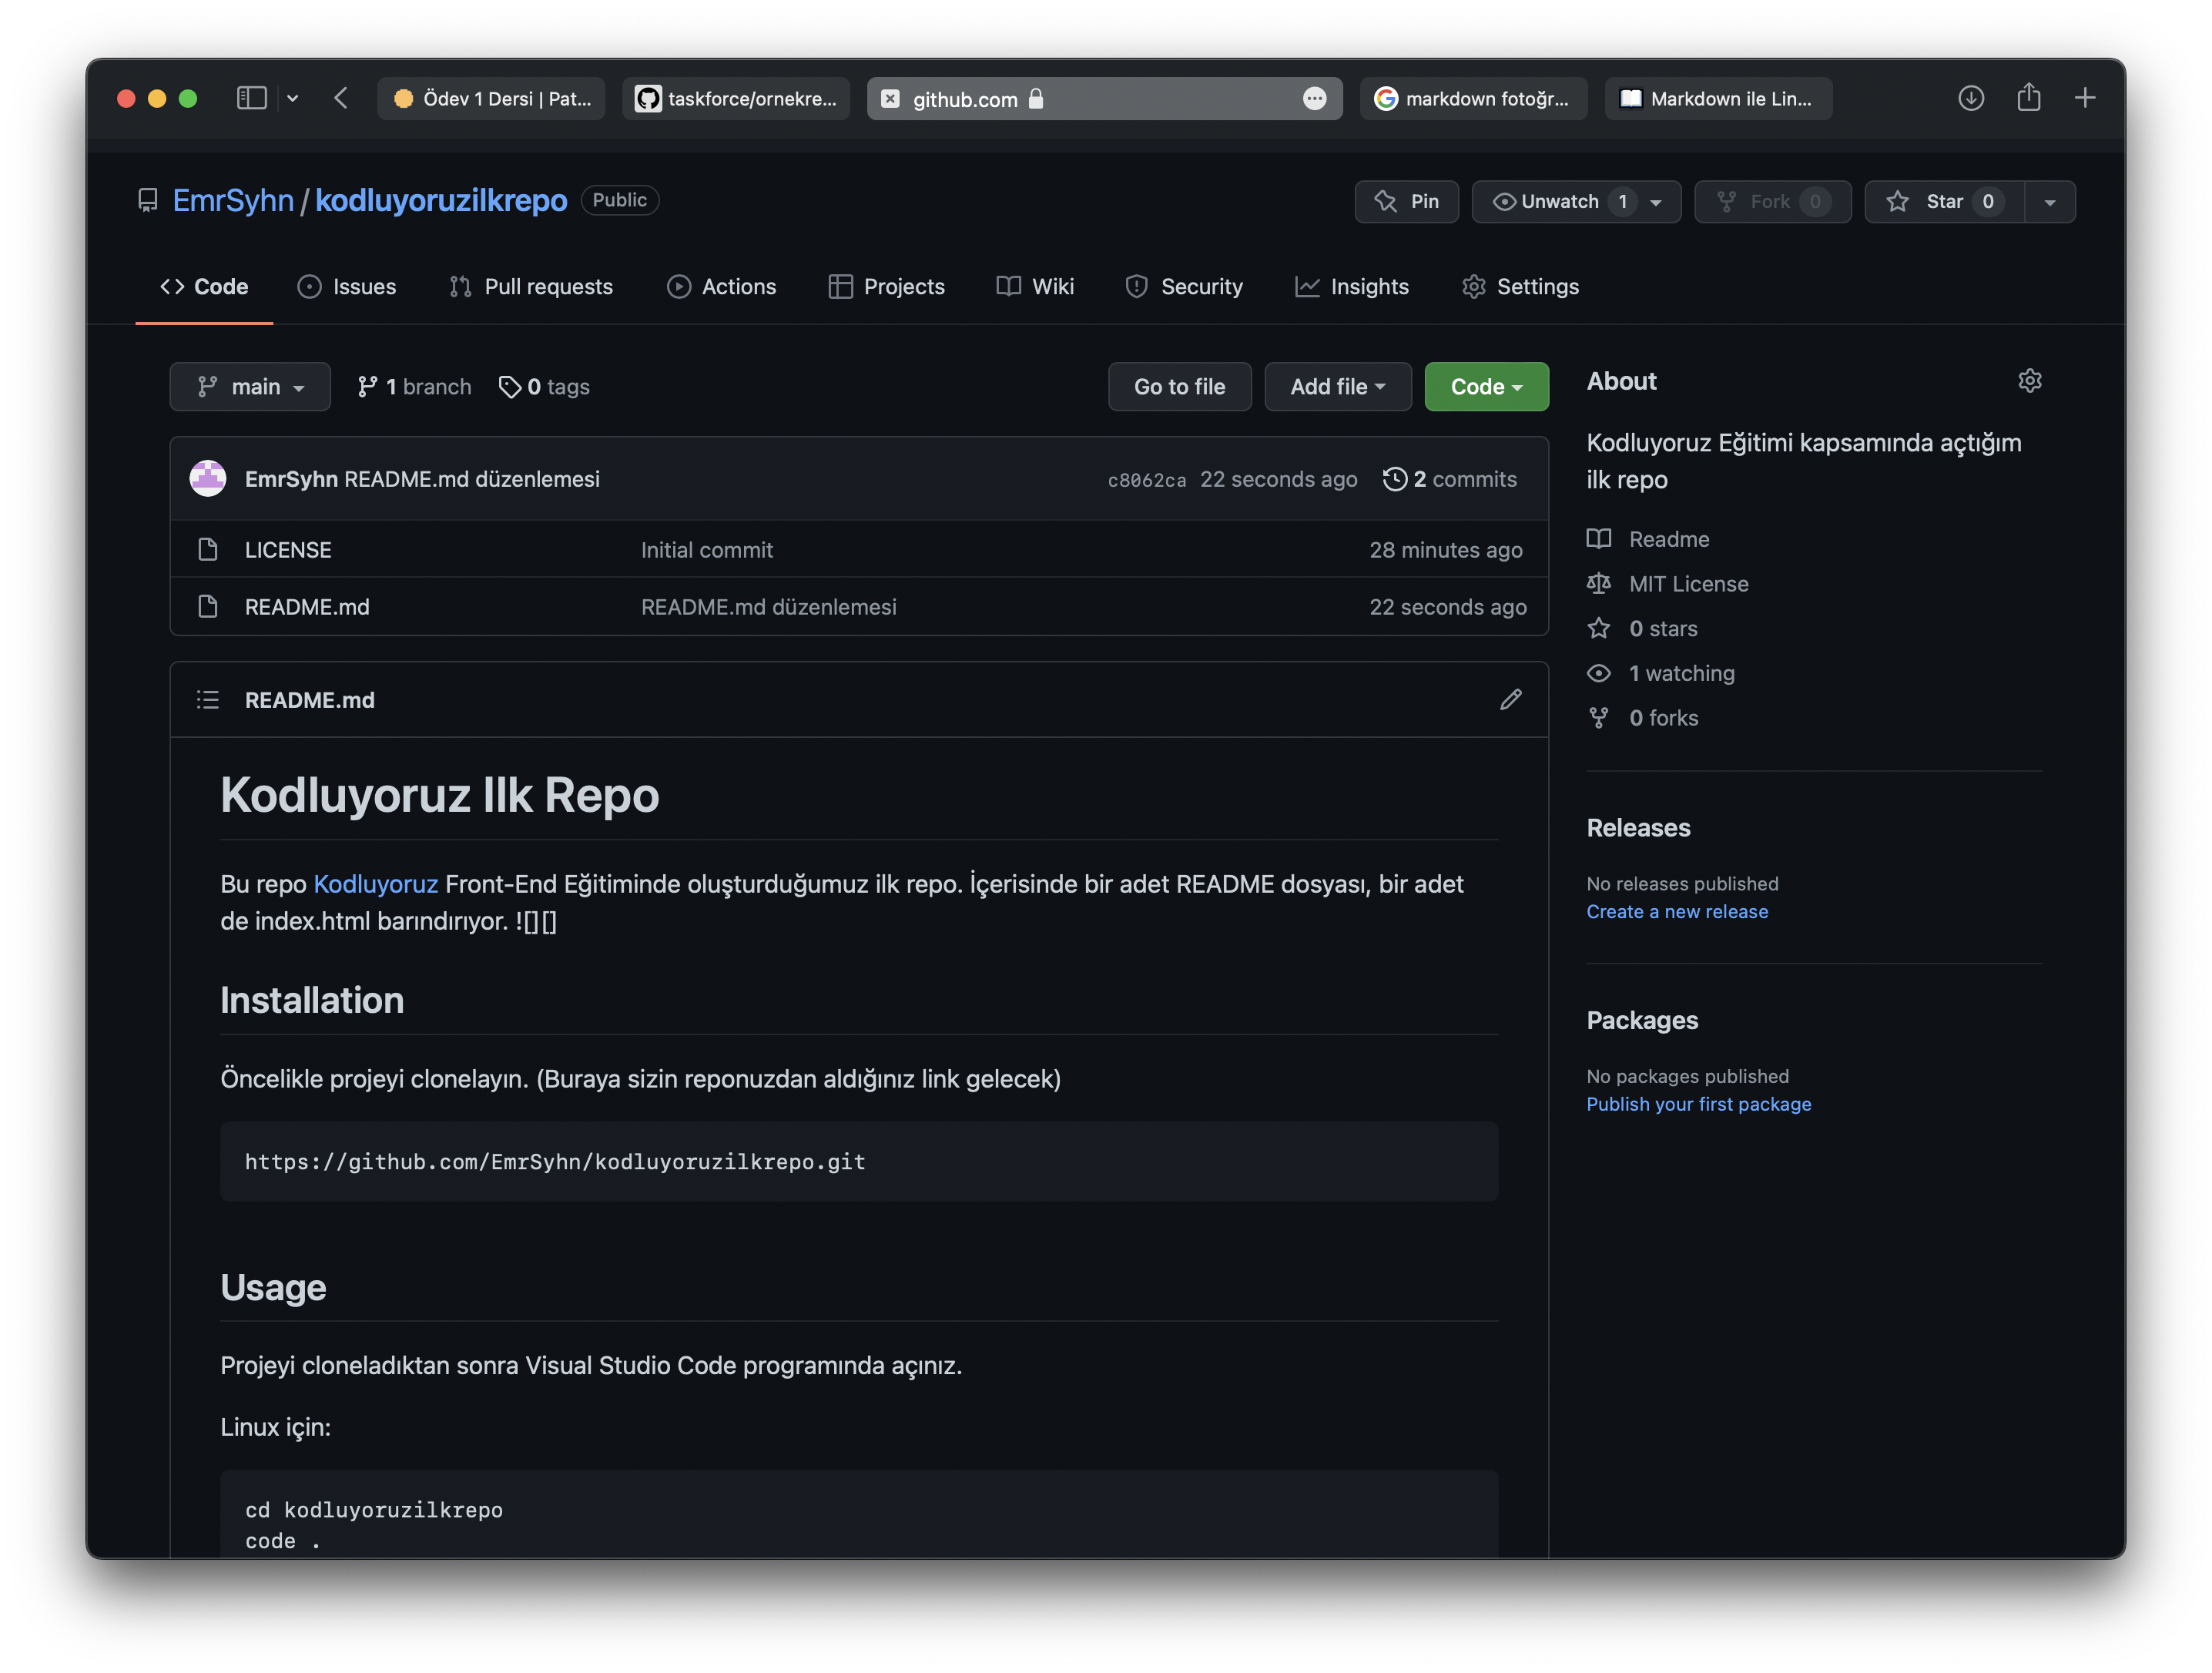 Ödev 1 Dersi | Pat...
taskforce/ornekre...
github.com
markdown fotoğr...
Markdown ile Lin...
EmrSyhn / kodluyoruzilkrepo Public
Pin
Unwatch 1
Fork 0
Star 0
Code
Issues
Pull requests
Actions
Projects
Wiki
Security
Insights
Settings
main
1 branch
0 tags
Go to file
Add file
Code
EmrSyhn README.md düzenlemesi
c8062ca 22 seconds ago
2 commits
LICENSE
Initial commit
28 minutes ago
README.md
README.md düzenlemesi
22 seconds ago
README.md
Kodluyoruz Ilk Repo
Bu repo Kodluyoruz Front-End Eğitiminde oluşturduğumuz ilk repo. İçerisinde bir adet README dosyası, bir adet
de index.html barındırıyor. ![][]
Installation
Öncelikle projeyi clonelayın. (Buraya sizin reponuzdan aldığınız link gelecek)
https://github.com/EmrSyhn/kodluyoruzilkrepo.git
Usage
Projeyi cloneladıktan sonra Visual Studio Code programında açınız.
Linux için:
cd kodluyoruzilkrepo
code .
About
Kodluyoruz Eğitimi kapsamında açtığım
ilk repo
Readme
MIT License
0 stars
1 watching
0 forks
Releases
No releases published
Create a new release
Packages
No packages published
Publish your first package